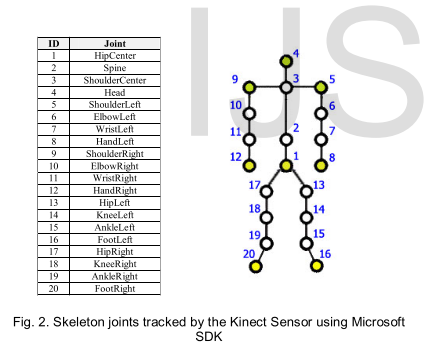 IJS
ID Joint
1 HipCenter
2 Spine
3 ShoulderCenter
4 Head
5 ShoulderLeft
6 ElbowLeft
7 WristLeft
8 HandLeft
9 ShoulderRight
10 ElbowRight
11 WristRight
12 HandRight
13 HipLeft
14 KneeLeft
15 AnkleLeft
16 FootLeft
17 HipRight
18 KneeRight
19 AnkleRight
20 FootRight
4
9 3 5
10 6
11 2 7
12 1 8
17 13
18 14
19 15
20 16
Fig. 2. Skeleton joints tracked by the Kinect Sensor using Microsoft
SDK